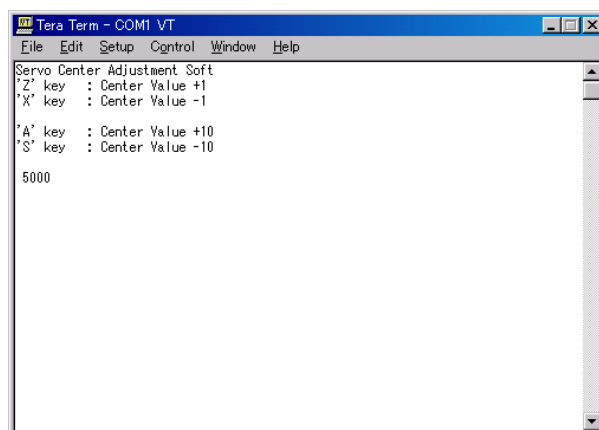 Tera Term - COM1 VT
File Edit Setup Control Window Help
Servo Center Adjustment Soft
'Z' key : Center Value +1
'X' key : Center Value -1
'A' key : Center Value +10
'S' key : Center Value -10
5000